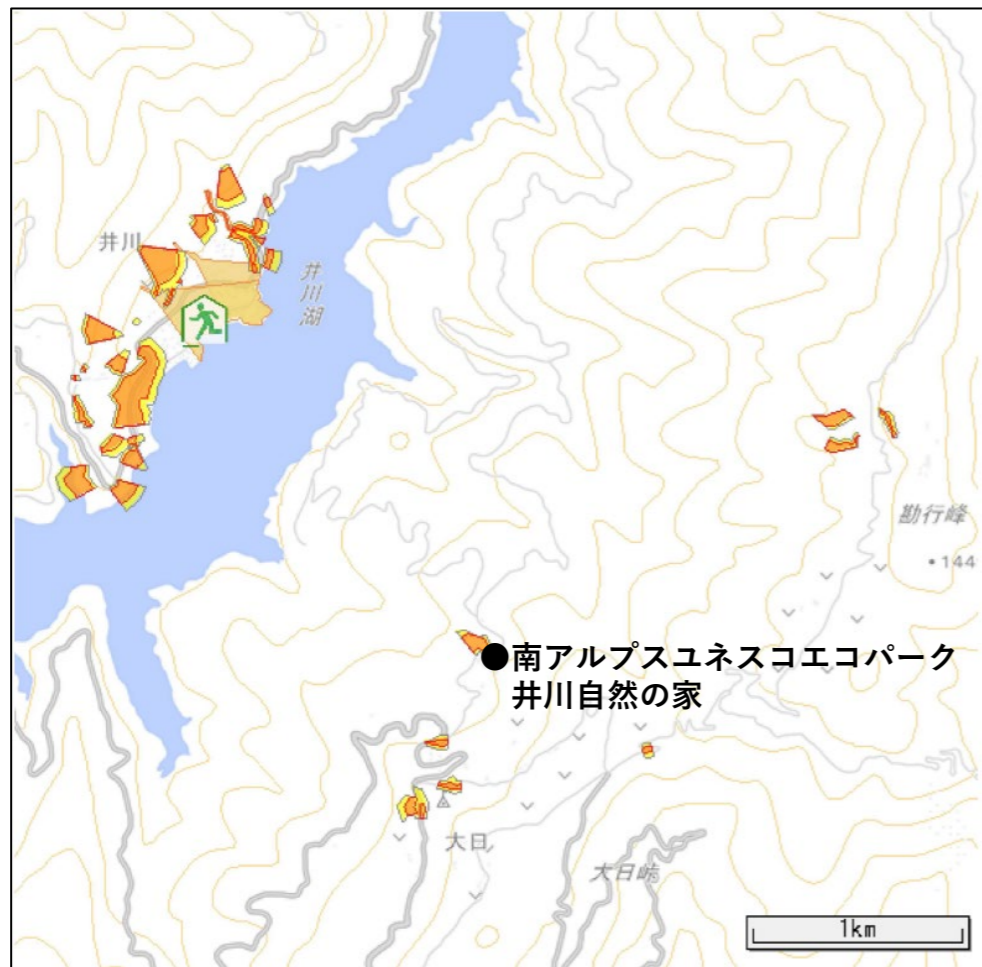 井川
井川湖
勘行峰
・144
●南アルプスユネスコエコパーク
井川自然の家
大日
大日峠
1km